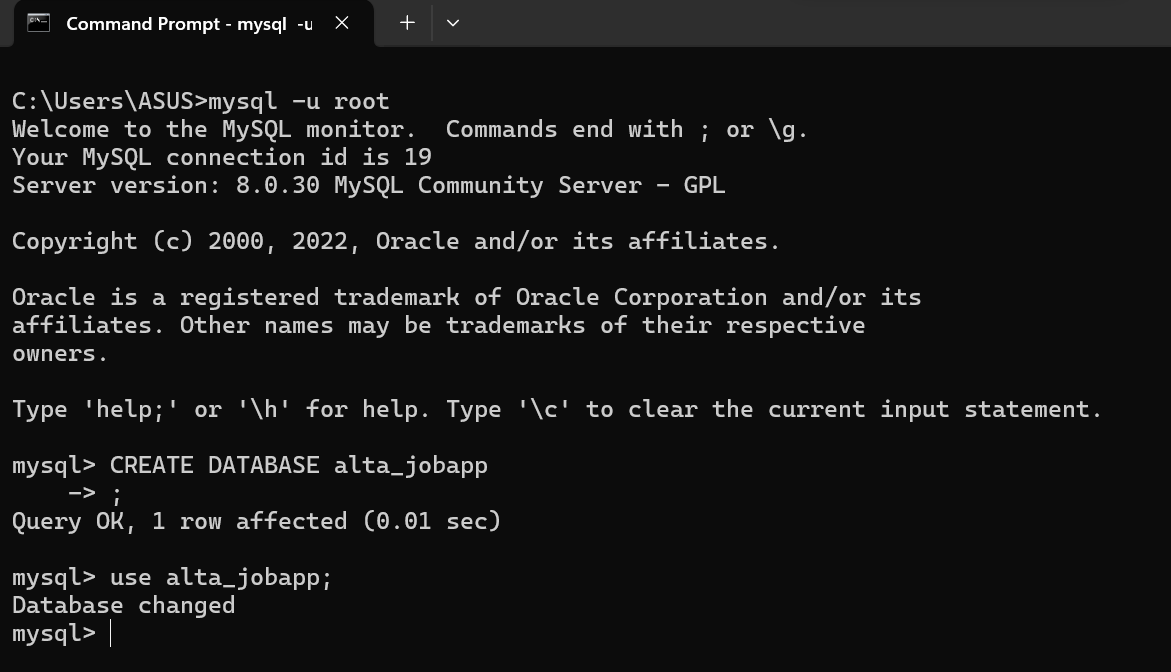 Command Prompt - mysql  -u
C:\Users\ASUS>mysql -u root
Welcome to the MySQL monitor.  Commands end with ; or \g.
Your MySQL connection id is 19
Server version: 8.0.30 MySQL Community Server - GPL
Copyright (c) 2000, 2022, Oracle and/or its affiliates.
Oracle is a registered trademark of Oracle Corporation and/or its
affiliates. Other names may be trademarks of their respective
owners.
Type 'help;' or '\h' for help. Type '\c' to clear the current input statement.
mysql> CREATE DATABASE alta_jobapp
    -> ;
Query OK, 1 row affected (0.01 sec)
mysql> use alta_jobapp;
Database changed
mysql>